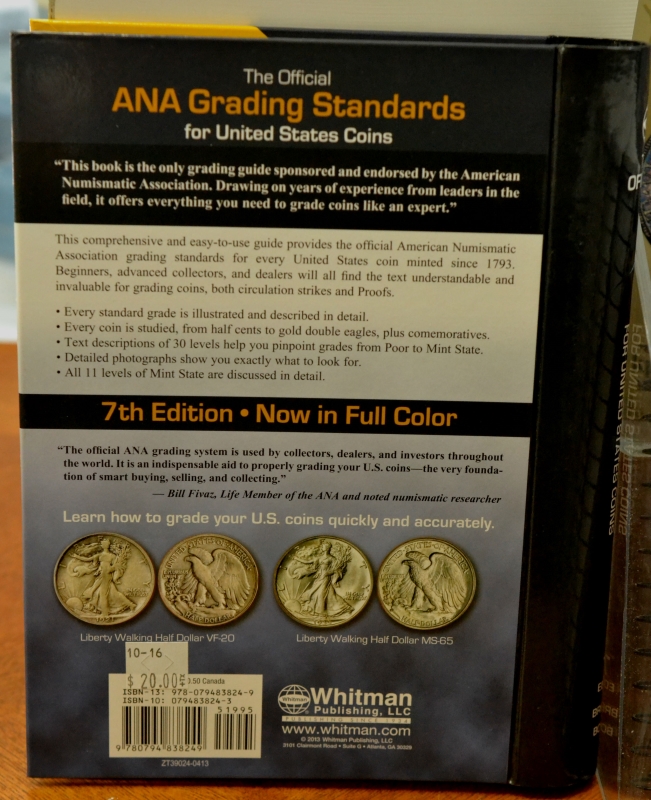 The Official
ANA Grading Standards
for United States Coins
“This book is the only grading guide sponsored and endorsed by the American
Numismatic Association. Drawing on years of experience from leaders in the
field, it offers everything you need to grade coins like an expert.”
This comprehensive and easy-to-use guide provides the official American Numismatic
Association grading standards for every United States coin minted since 1793.
Beginners, advanced collectors, and dealers will all find the text understandable and
invaluable for grading coins, both circulation strikes and Proofs.
• Every standard grade is illustrated and described in detail.
• Every coin is studied, from half cents to gold double eagles, plus comemoratives.
• Text descriptions of 30 levels help you pinpoint grades from Poor to Mint State.
• Detailed photographs show you exactly what to look for.
• All 11 levels of Mint State are discussed in detail.
7th Edition • Now in Full Color
“The official ANA grading system is used by collectors, dealers, and investors throughout
the world. It is an indispensable aid to properly grading your U.S. coins—the very founda-
tion of smart buying, selling, and collecting.”
— Bill Fivaz, Life Member of the ANA and noted numismatic researcher
Learn how to grade your U.S. coins quickly and accurately.
Liberty Walking Half Dollar VF-20
Liberty Walking Half Dollar MS-65
10-16
$ 20.00
3.50 Canada
ISBN-13: 978-079483824-9
ISBN-10: 079483824-3
51995
9 780794 838249
ZT39024-0413
Whitman
Publishing, LLC
PUBLISHING SINCE 1934
www.whitman.com
© 2013 Whitman Publishing, LLC
3101 Clairmont Road • Suite G • Atlanta, GA 30329
FOR UNITED STATES COINS